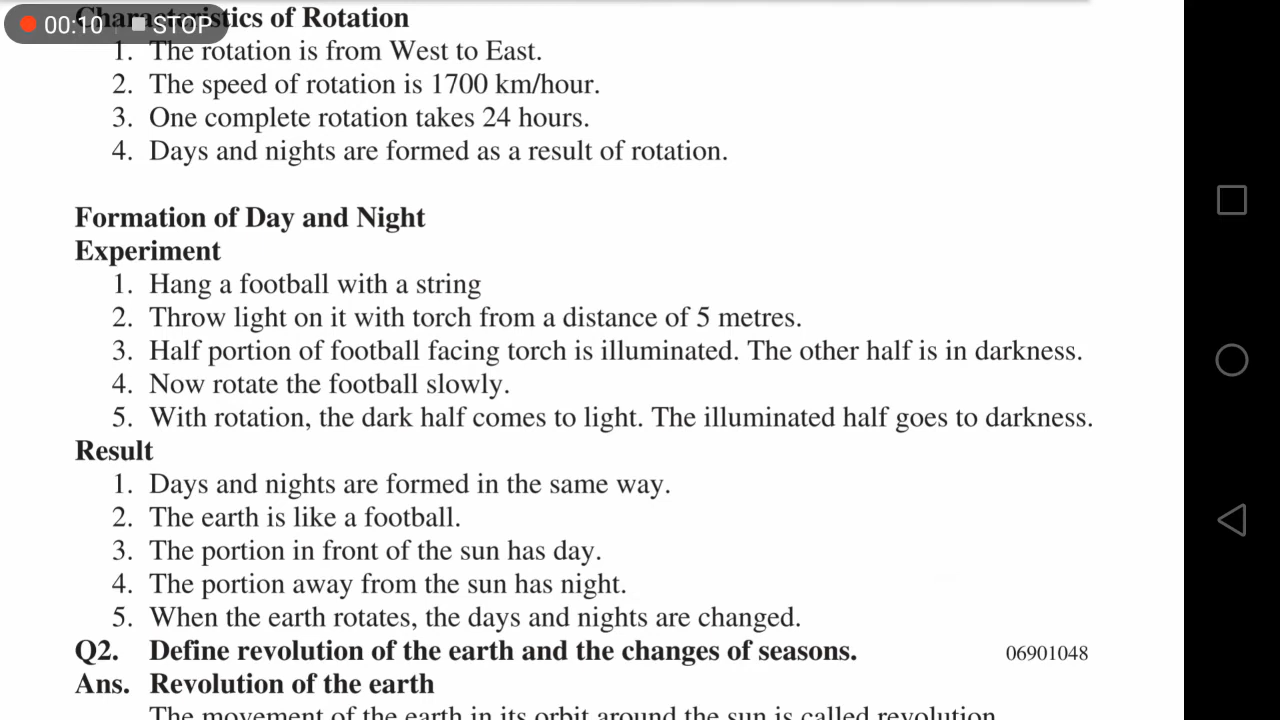 Characteristics of Rotation
00:10 STOP
1. The rotation is from West to East.
2. The speed of rotation is 1700 km/hour.
3. One complete rotation takes 24 hours.
4. Days and nights are formed as a result of rotation.
Formation of Day and Night
Experiment
1. Hang a football with a string
2. Throw light on it with torch from a distance of 5 metres.
3. Half portion of football facing torch is illuminated. The other half is in darkness.
4. Now rotate the football slowly.
5. With rotation, the dark half comes to light. The illuminated half goes to darkness.
Result
1. Days and nights are formed in the same way.
2. The earth is like a football.
3. The portion in front of the sun has day.
4. The portion away from the sun has night.
5. When the earth rotates, the days and nights are changed.
Q2. Define revolution of the earth and the changes of seasons. 06901048
Ans. Revolution of the earth
The movement of the earth in its orbit around the sun is called revolution.